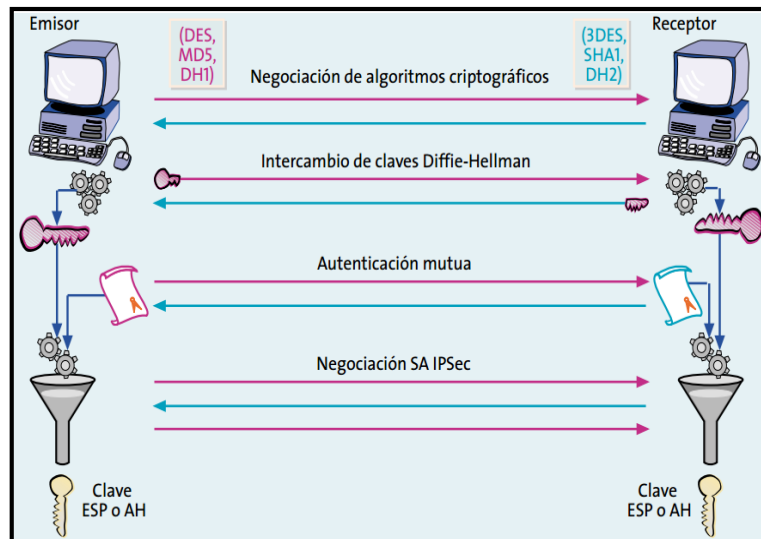 Emisor
Receptor
(DES,
MD5,
DH1)
(3DES,
SHA1,
DH2)
Negociación de algoritmos criptográficos
Intercambio de claves Diffie-Hellman
Autenticación mutua
Negociación SA IPSec
Clave
ESP o AH
Clave
ESP o AH